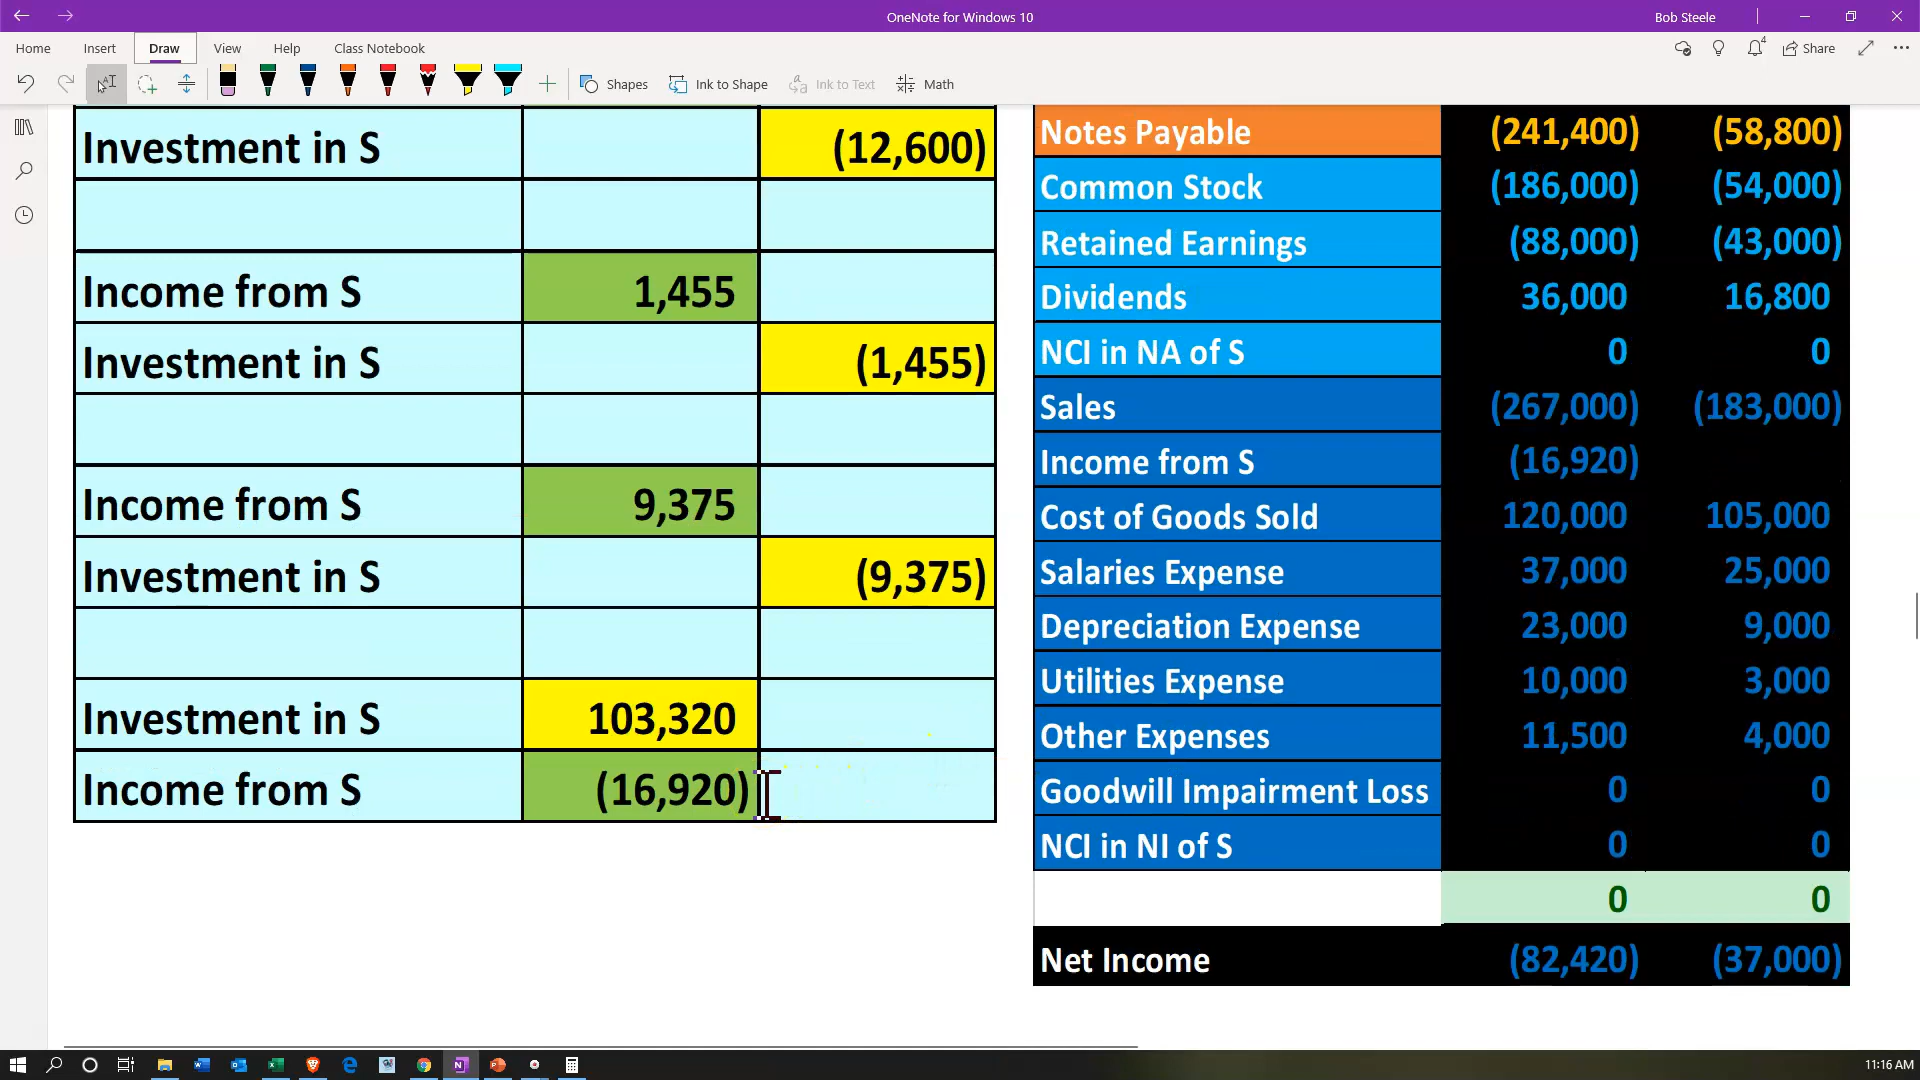 OneNote for Windows 10
Bob Steele
Home Insert Draw View Help Class Notebook
4
Share
Shapes
Ink to Shape
Ink to Text
Math
Investment in S (12,600)
Income from S 1,455
Investment in S (1,455)
Income from S 9,375
Investment in S (9,375)
Investment in S 103,320
Income from S (16,920)
Notes Payable (241,400) (58,800)
Common Stock (186,000) (54,000)
Retained Earnings (88,000) (43,000)
Dividends 36,000 16,800
NCI in NA of S 0 0
Sales (267,000) (183,000)
Income from S (16,920)
Cost of Goods Sold 120,000 105,000
Salaries Expense 37,000 25,000
Depreciation Expense 23,000 9,000
Utilities Expense 10,000 3,000
Other Expenses 11,500 4,000
Goodwill Impairment Loss 0 0
NCI in NI of S 0 0
0 0
Net Income (82,420) (37,000)
11:16 AM